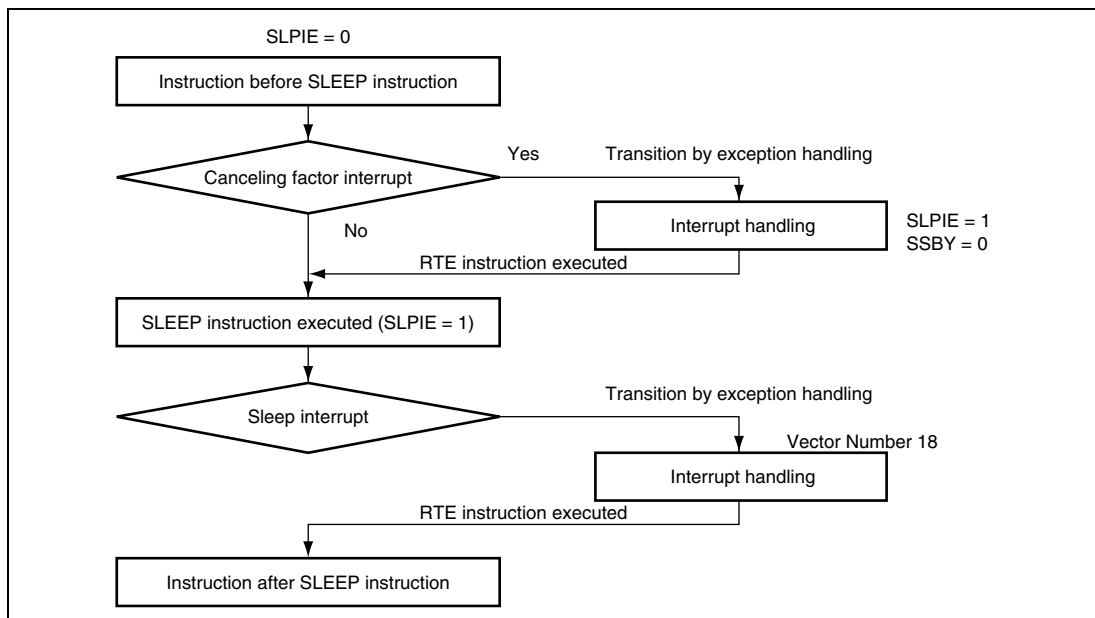 SLPIE = 0
Instruction before SLEEP instruction
Yes
Transition by exception handling
Canceling factor interrupt
Interrupt handling
SLPIE = 1
SSBY = 0
No
RTE instruction executed
SLEEP instruction executed (SLPIE = 1)
Transition by exception handling
Sleep interrupt
Vector Number 18
Interrupt handling
RTE instruction executed
Instruction after SLEEP instruction